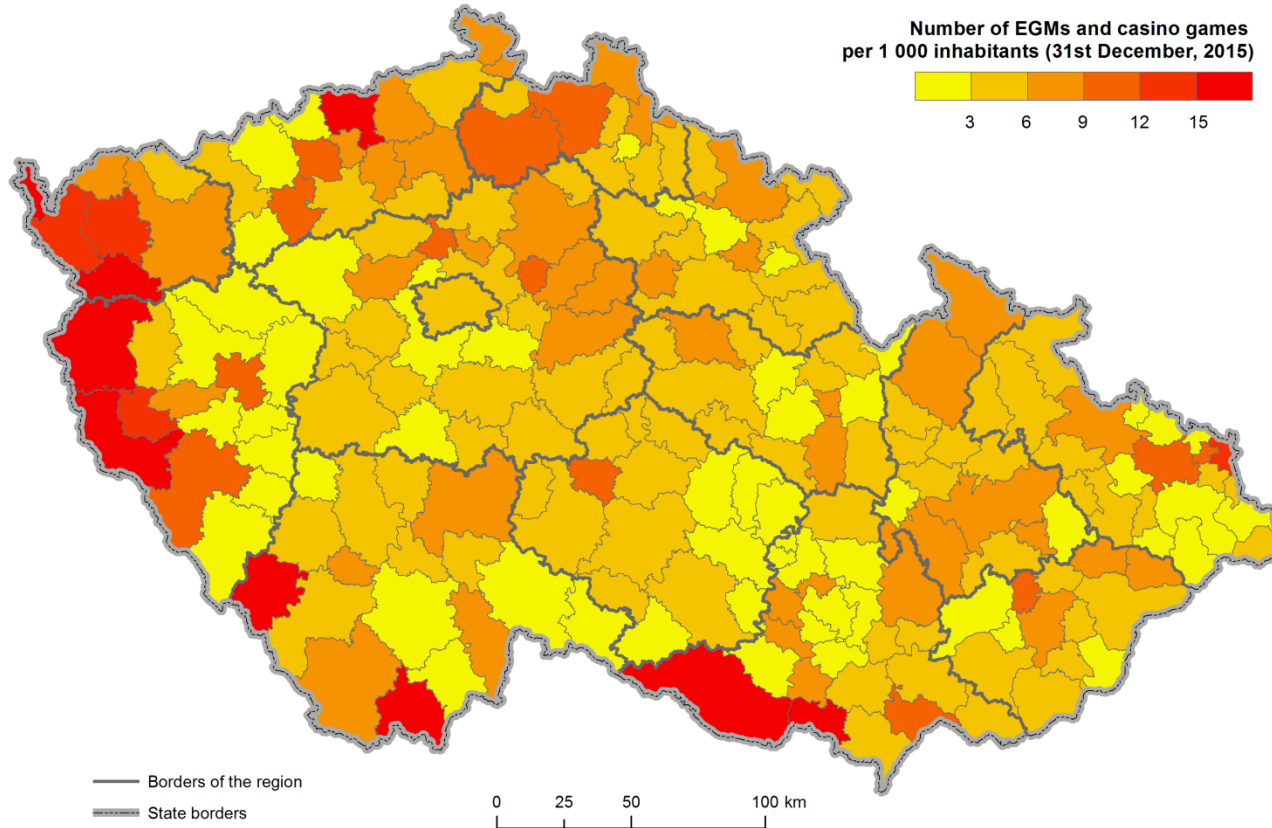 Number of EGMs and casino games
per 1 000 inhabitants (31st December, 2015)
3 6 9 12 15
Borders of the region
State borders
0 25 50 100 km